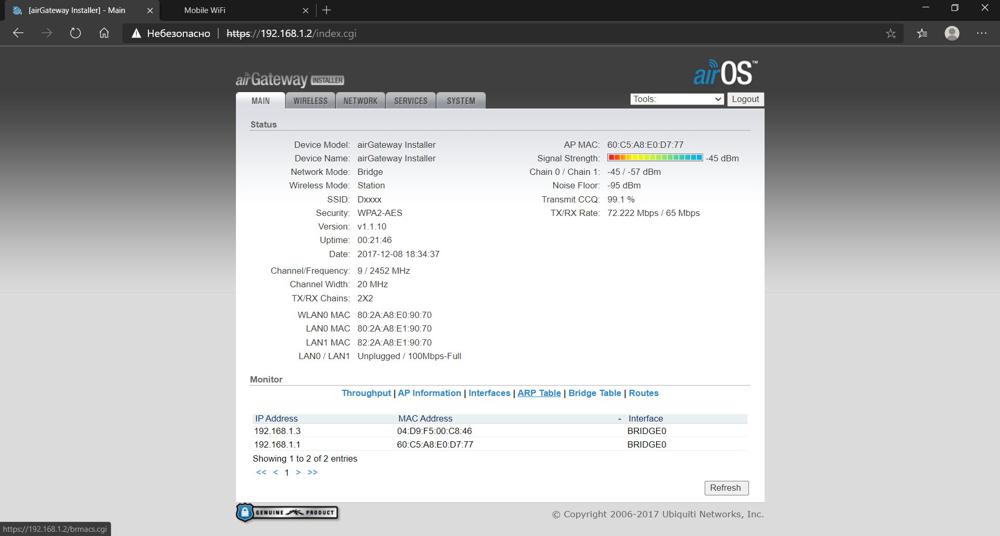 [airGateway Installer] - Main
Mobile WiFi
Небезопасно
https://192.168.1.2/index.cgi
airGateway INSTALLER
airOS™
MAIN
WIRELESS
NETWORK
SERVICES
SYSTEM
Tools:
Logout
Status
Device Model: airGateway Installer
Device Name: airGateway Installer
Network Mode: Bridge
Wireless Mode: Station
SSID: Dxxxx
Security: WPA2-AES
Version: v1.1.10
Uptime: 00:21:46
Date: 2017-12-08 18:34:37
Channel/Frequency: 9 / 2452 MHz
Channel Width: 20 MHz
TX/RX Chains: 2X2
WLAN0 MAC 80:2A:A8:E0:90:70
LAN0 MAC 80:2A:A8:E1:90:70
LAN1 MAC 82:2A:A8:E1:90:70
LAN0 / LAN1 Unplugged / 100Mbps-Full
AP MAC: 60:C5:A8:E0:D7:77
Signal Strength: -45 dBm
Chain 0 / Chain 1: -45 / -57 dBm
Noise Floor: -95 dBm
Transmit CCQ: 99.1 %
TX/RX Rate: 72.222 Mbps / 65 Mbps
Monitor
Throughput | AP Information | Interfaces | ARP Table | Bridge Table | Routes
IP Address MAC Address Interface
192.168.1.3 04:D9:F5:00:C8:46 BRIDGE0
192.168.1.1 60:C5:A8:E0:D7:77 BRIDGE0
Showing 1 to 2 of 2 entries
<< < 1 > >>
Refresh
GENUINE PRODUCT
© Copyright 2006-2017 Ubiquiti Networks, Inc.
https://192.168.1.2/brmacs.cgi